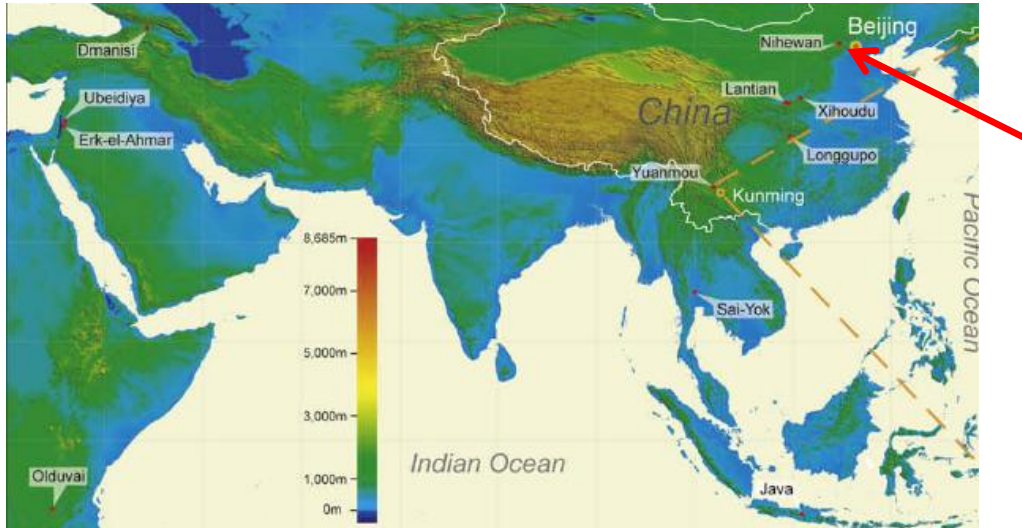 Dmanisi
Ubeidiya
Erk-el-Ahmar
Olduvai
8,685m
7,000m
5,000m
3,000m
1,000m
0m
Indian Ocean
China
Beijing
Nihewan
Lantian
Xihoudu
Longgupo
Yuanmou
Kunming
Sai-Yok
Java
Pacific Ocean